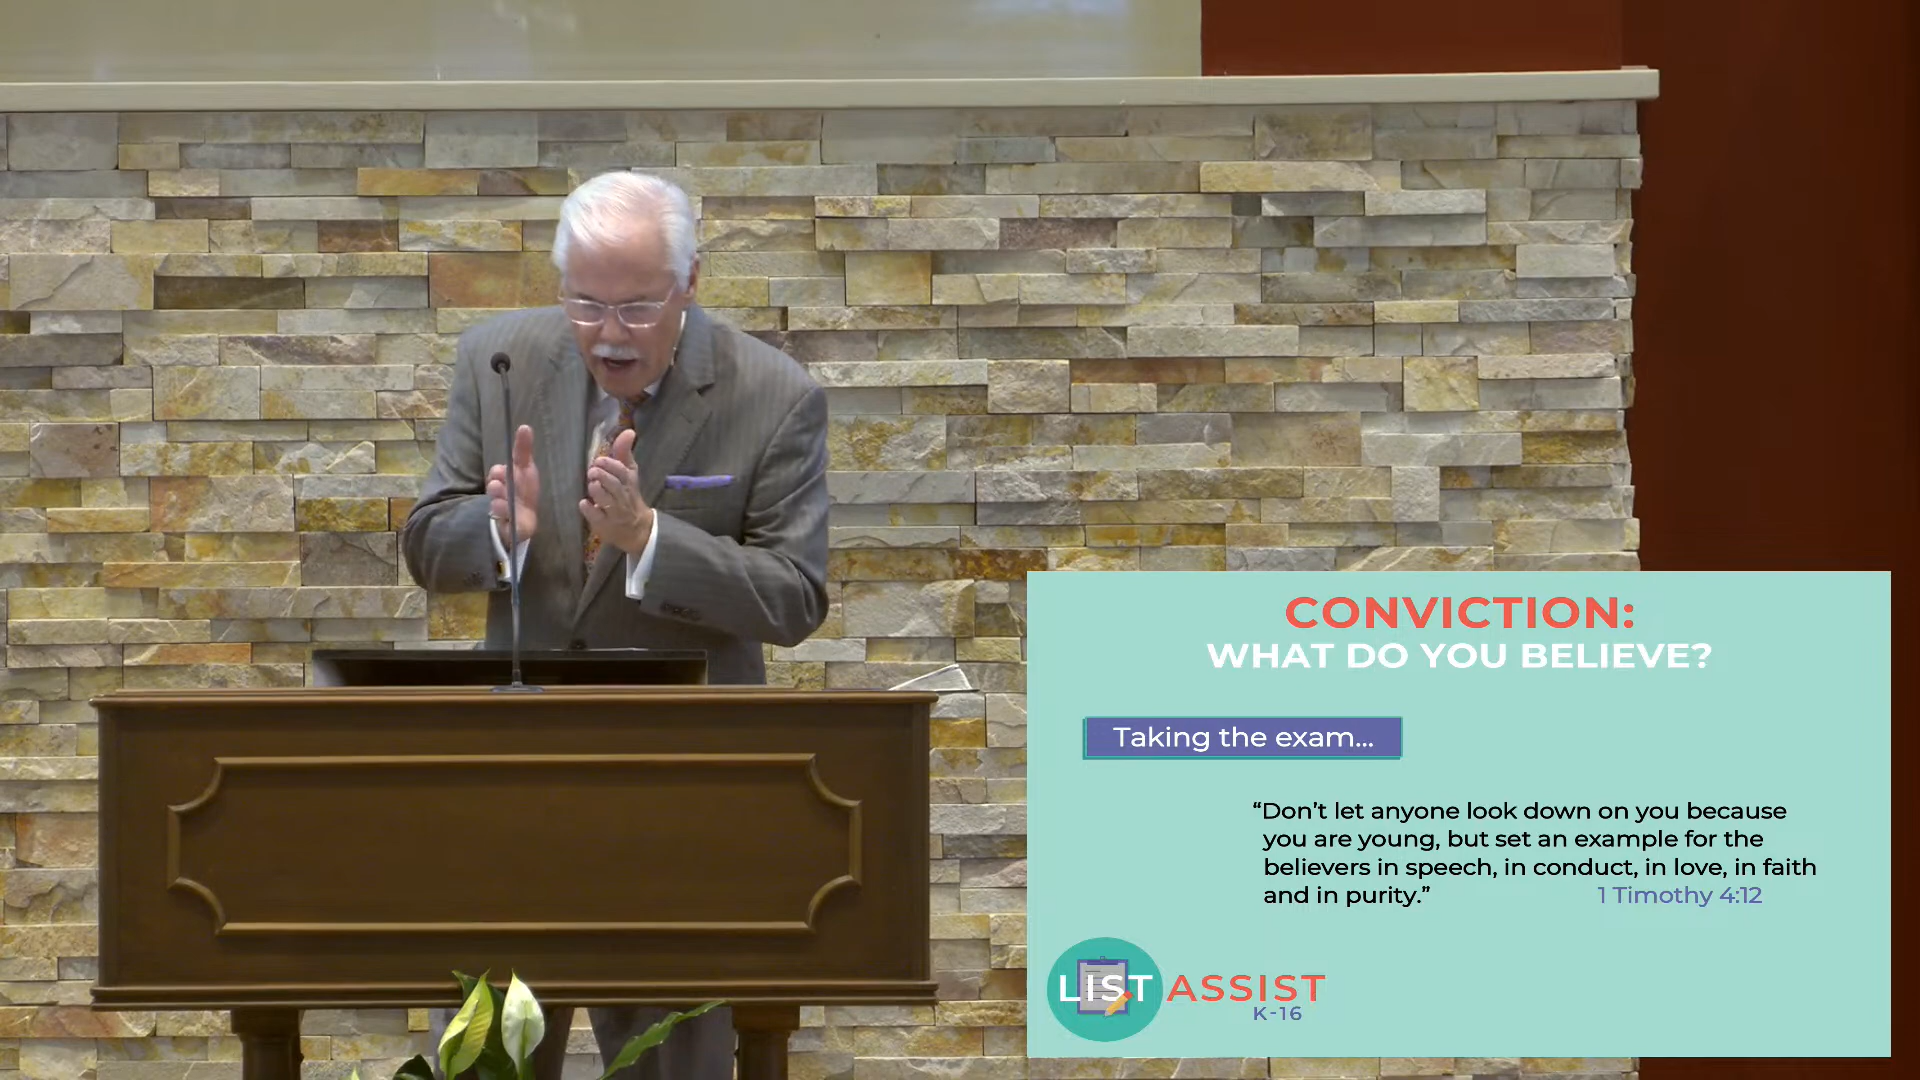 CONVICTION:
WHAT DO YOU BELIEVE?
Taking the exam...
“Don’t let anyone look down on you because
you are young, but set an example for the
believers in speech, in conduct, in love, in faith
and in purity.” 1 Timothy 4:12
LIST ASSIST
K-16